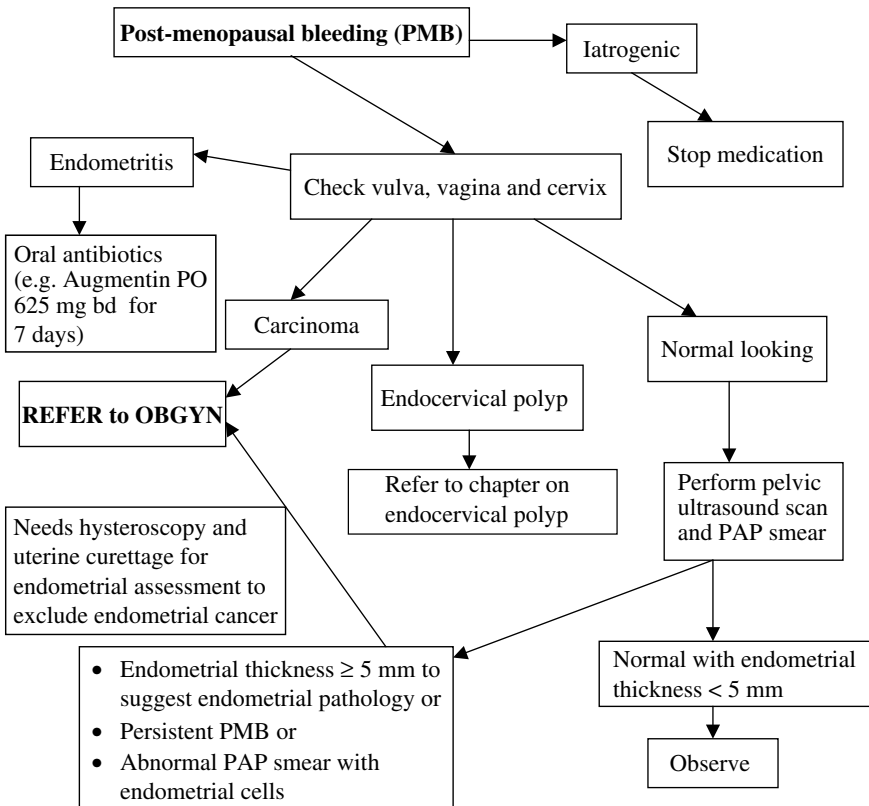 Post-menopausal bleeding (PMB)
Iatrogenic
Stop medication
Endometritis
Check vulva, vagina and cervix
Oral antibiotics
(e.g. Augmentin PO
625 mg bd for
7 days)
Carcinoma
Normal looking
REFER to OBGYN
Endocervical polyp
Refer to chapter on
endocervical polyp
Perform pelvic
ultrasound scan
and PAP smear
Needs hysteroscopy and
uterine curettage for
endometrial assessment to
exclude endometrial cancer
• Endometrial thickness ≥ 5 mm to
suggest endometrial pathology or
• Persistent PMB or
• Abnormal PAP smear with
endometrial cells
Normal with endometrial
thickness < 5 mm
Observe